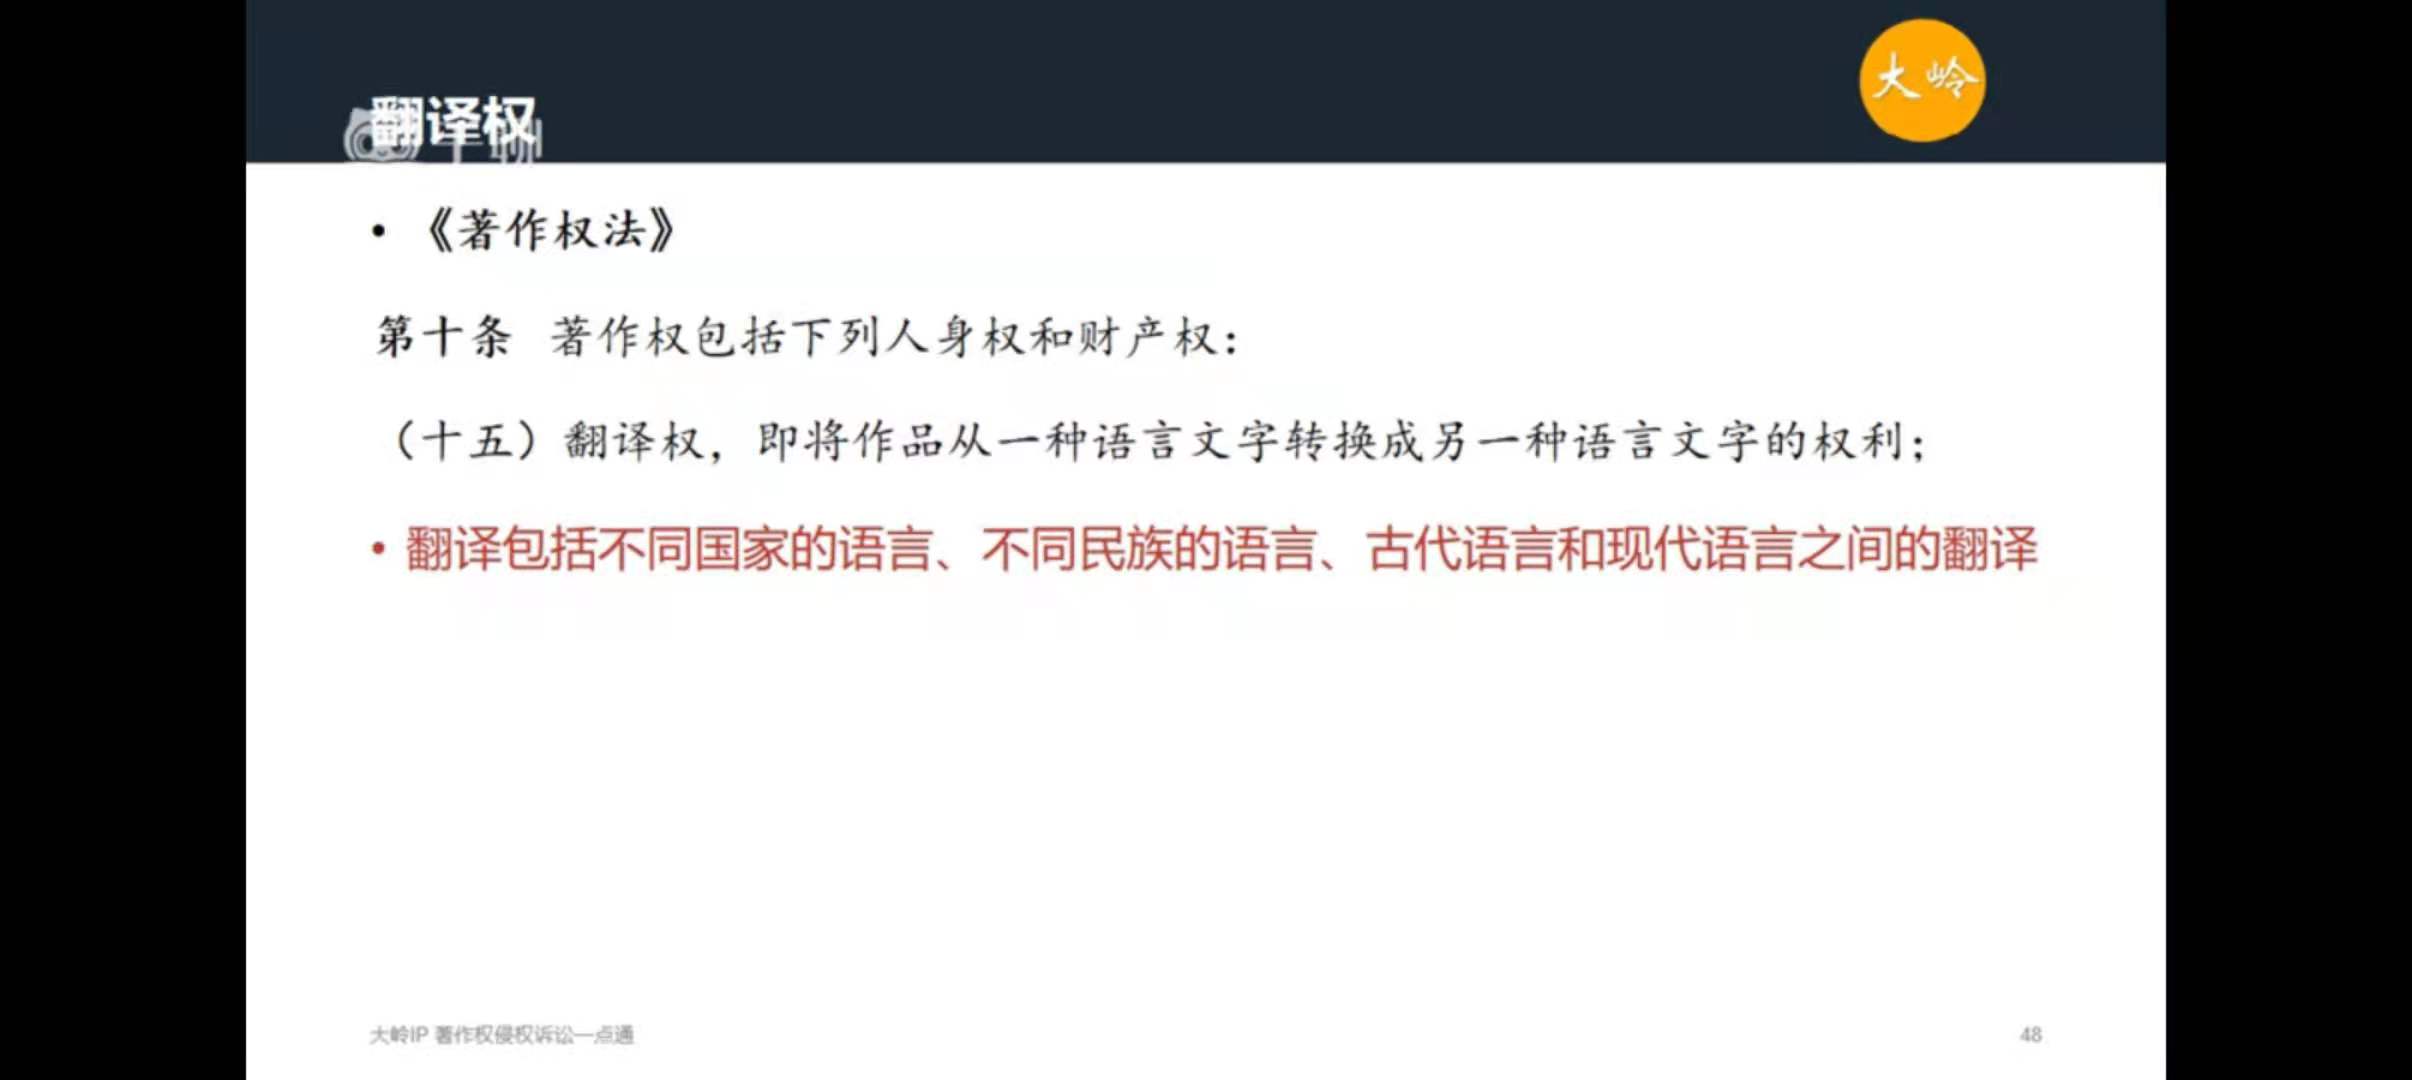 大岭
翻译权
• 《著作权法》
第十条 著作权包括下列人身权和财产权：
（十五）翻译权，即将作品从一种语言文字转换成另一种语言文字的权利；
• 翻译包括不同国家的语言、不同民族的语言、古代语言和现代语言之间的翻译
大岭IP 著作权侵权诉讼一点通
48